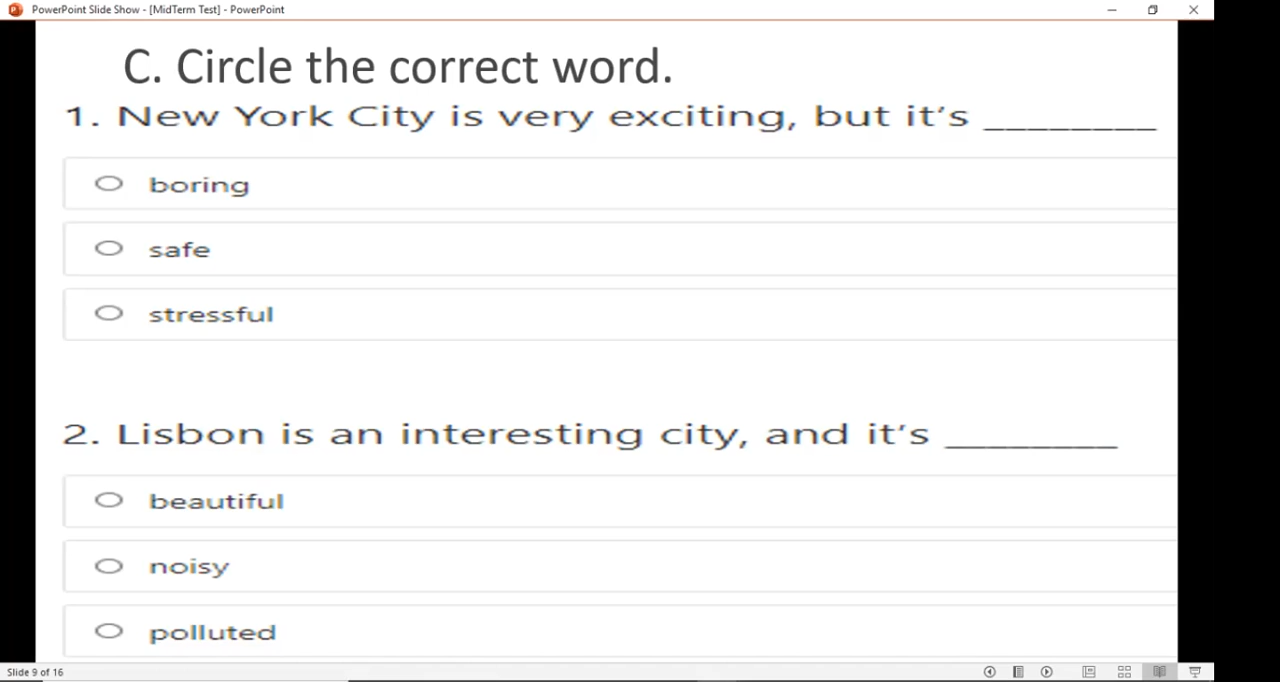 PowerPoint Slide Show - [MidTerm Test] - PowerPoint
C. Circle the correct word.
1. New York City is very exciting, but it's ________
boring
safe
stressful
2. Lisbon is an interesting city, and it's ________
beautiful
noisy
polluted
Slide 9 of 16